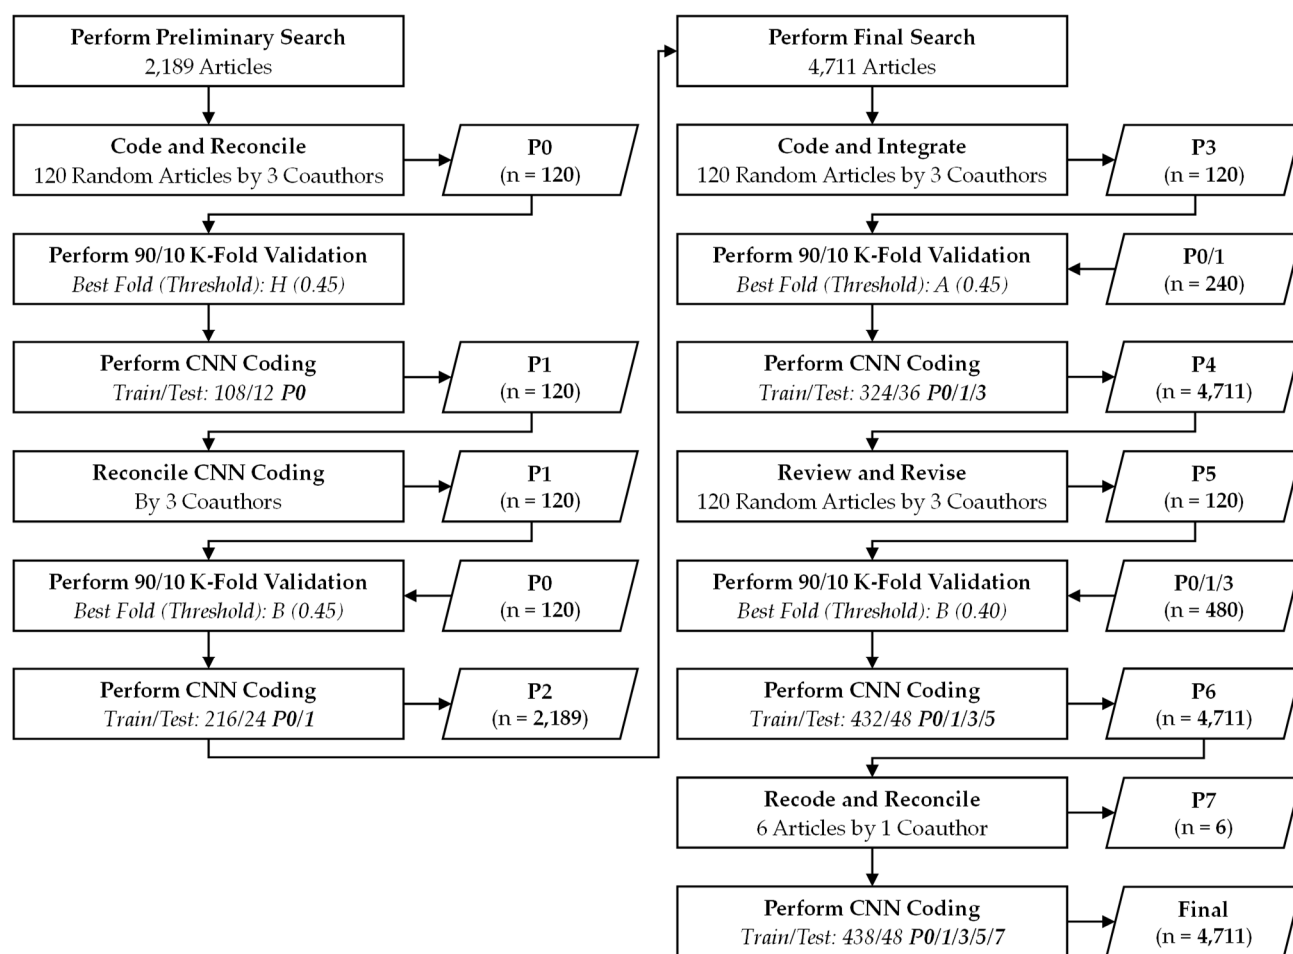 Perform Preliminary Search
2,189 Articles
Code and Reconcile
120 Random Articles by 3 Coauthors
P0
(n = 120)
Perform 90/10 K-Fold Validation
Best Fold (Threshold): H (0.45)
Perform CNN Coding
Train/Test: 108/12 P0
P1
(n = 120)
Reconcile CNN Coding
By 3 Coauthors
P1
(n = 120)
Perform 90/10 K-Fold Validation
Best Fold (Threshold): B (0.45)
P0
(n = 120)
Perform CNN Coding
Train/Test: 216/24 P0/1
P2
(n = 2,189)
Perform Final Search
4,711 Articles
Code and Integrate
120 Random Articles by 3 Coauthors
P3
(n = 120)
Perform 90/10 K-Fold Validation
Best Fold (Threshold): A (0.45)
P0/1
(n = 240)
Perform CNN Coding
Train/Test: 324/36 P0/1/3
P4
(n = 4,711)
Review and Revise
120 Random Articles by 3 Coauthors
P5
(n = 120)
Perform 90/10 K-Fold Validation
Best Fold (Threshold): B (0.40)
P0/1/3
(n = 480)
Perform CNN Coding
Train/Test: 432/48 P0/1/3/5
P6
(n = 4,711)
Recode and Reconcile
6 Articles by 1 Coauthor
P7
(n = 6)
Perform CNN Coding
Train/Test: 438/48 P0/1/3/5/7
Final
(n = 4,711)